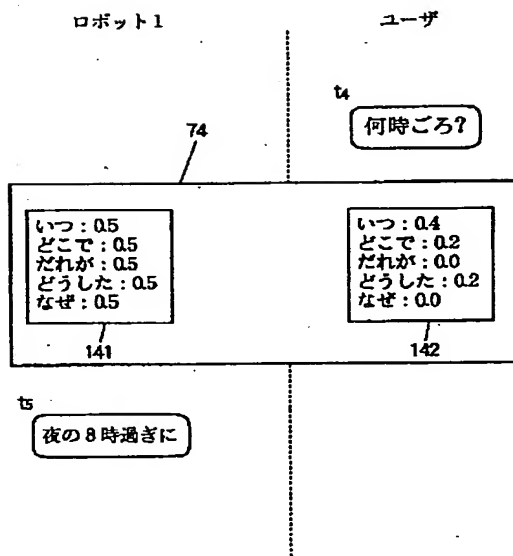 ロボット1
ユーザ
t4
何時ごろ?
74
いつ:0.5
どこで:0.5
だれが:0.5
どうした:0.5
なぜ:0.5
141
いつ:0.4
どこで:0.2
だれが:0.0
どうした:0.2
なぜ:0.0
142
t5
夜の8時過ぎに